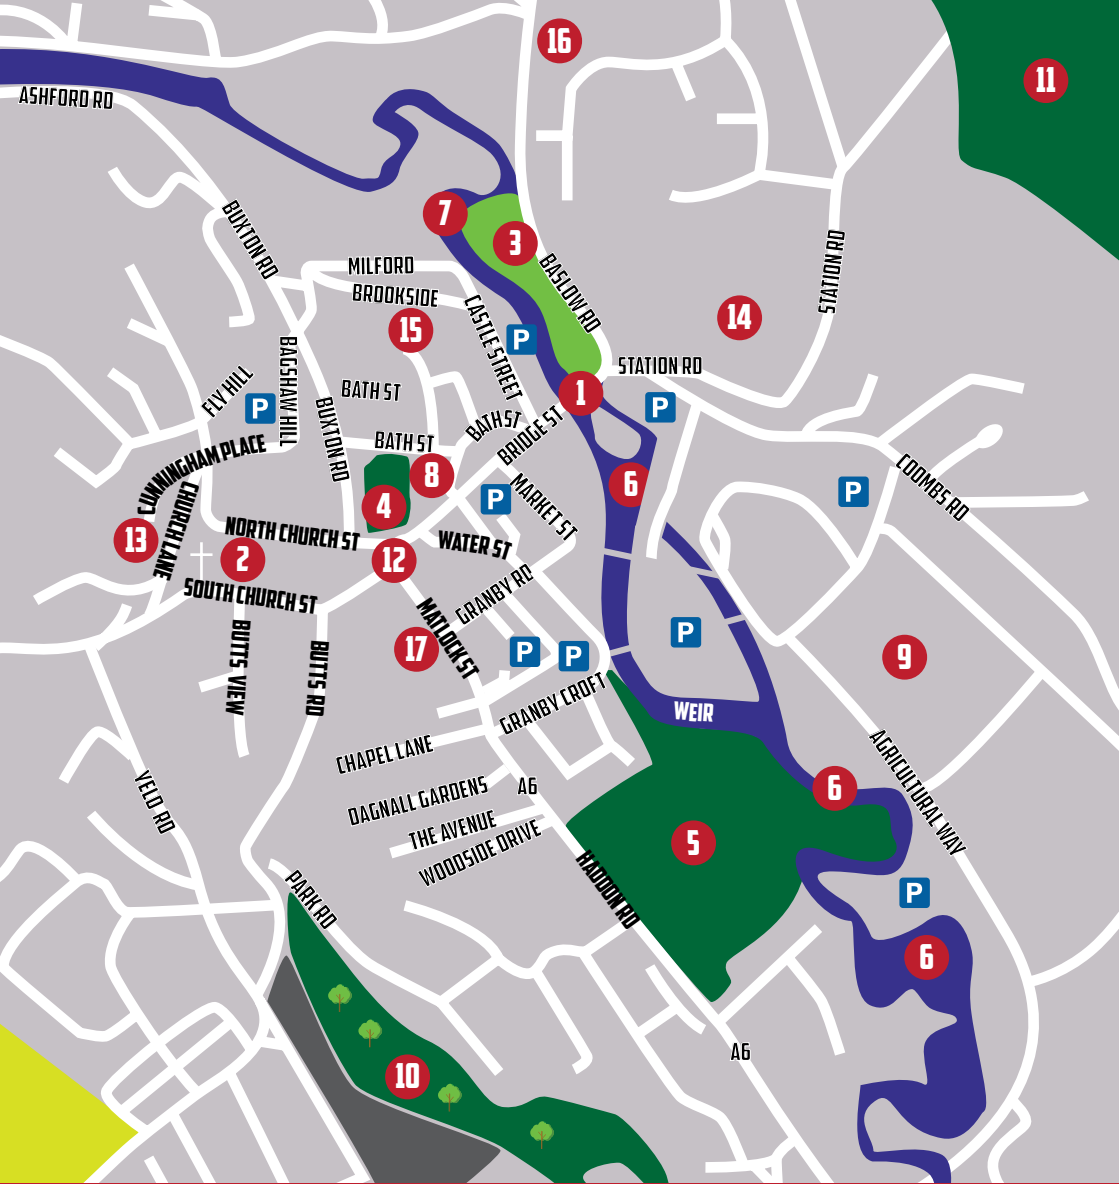 16
11
ASHFORD RD
7
3
BUXTON RD
BASLOW RD
STATION RD
MILFORD
BROOKSIDE
CASTLE STREET
15
14
P
STATION RD
BAGSHAW HILL
FLY HILL
BATH ST
1
P
P
BUXTON RD
BATH ST
BRIDGE ST
CUNNINGHAM PLACE
BATH ST
8
6
P
P
COOMBS RD
CHURCH LANE
4
MARKET ST
13
NORTH CHURCH ST
WATER ST
2
12
SOUTH CHURCH ST
GRANBY RD
MATLOCK ST
P
BUTTS VIEW
BUTTS RD
17
P
P
9
GRANBY CROFT
WEIR
CHAPEL LANE
AGRICULTURAL WAY
A6
6
DAGNALL GARDENS
YELD RD
THE AVENUE
WOODSIDE DRIVE
5
HADDON RD
P
PARK RD
6
A6
10